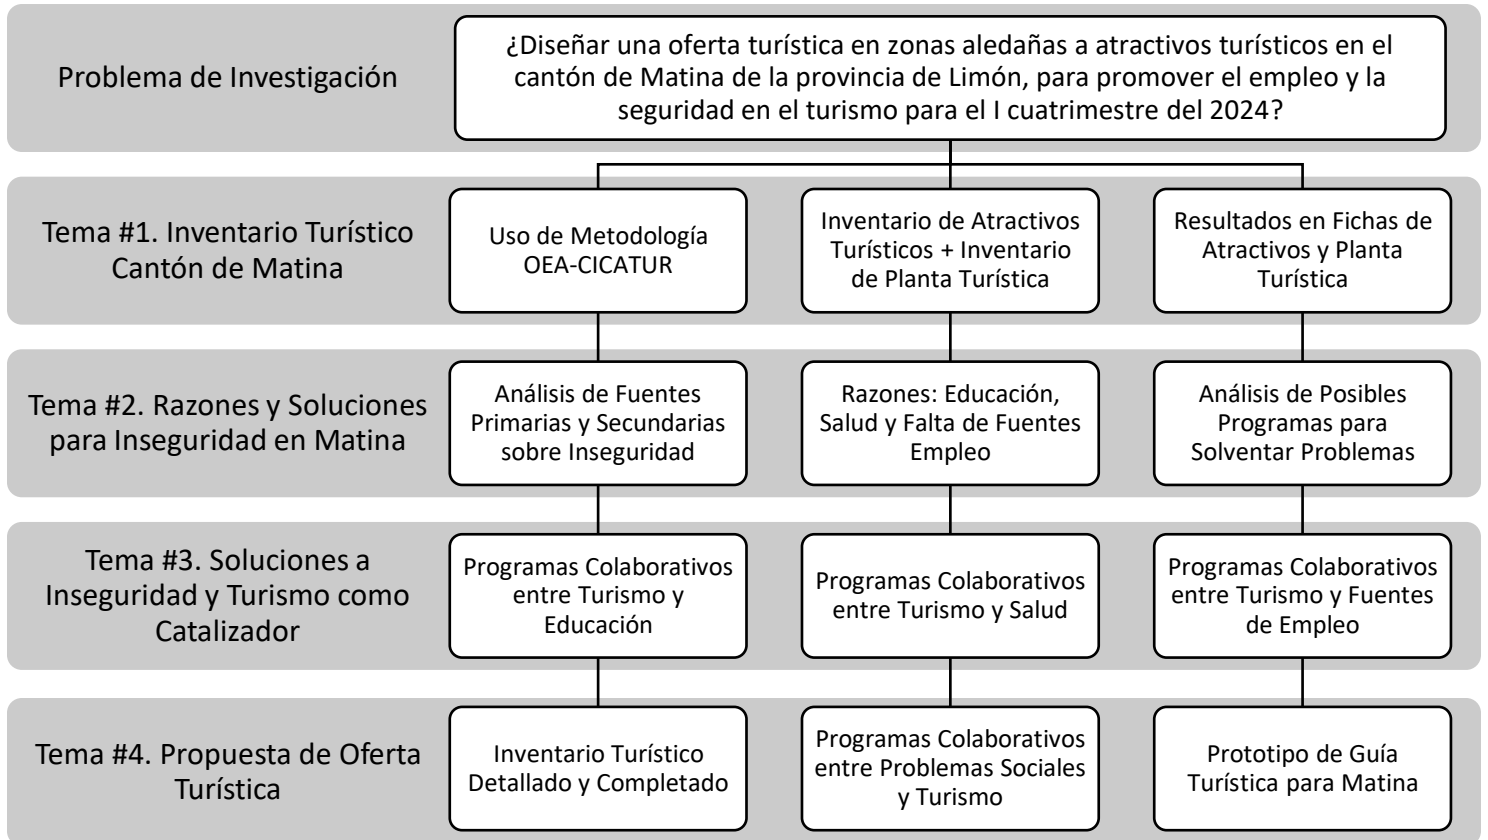 Problema de Investigación
¿Diseñar una oferta turística en zonas aledañas a atractivos turísticos en el
cantón de Matina de la provincia de Limón, para promover el empleo y la
seguridad en el turismo para el I cuatrimestre del 2024?
Tema #1. Inventario Turístico
Cantón de Matina
Uso de Metodología
OEA-CICATUR
Inventario de Atractivos
Turísticos + Inventario
de Planta Turística
Resultados en Fichas de
Atractivos y Planta
Turística
Tema #2. Razones y Soluciones
para Inseguridad en Matina
Análisis de Fuentes
Primarias y Secundarias
sobre Inseguridad
Razones: Educación,
Salud y Falta de Fuentes
Empleo
Análisis de Posibles
Programas para
Solventar Problemas
Tema #3. Soluciones a
Inseguridad y Turismo como
Catalizador
Programas Colaborativos
entre Turismo y
Educación
Programas Colaborativos
entre Turismo y Salud
Programas Colaborativos
entre Turismo y Fuentes
de Empleo
Tema #4. Propuesta de Oferta
Turística
Inventario Turístico
Detallado y Completado
Programas Colaborativos
entre Problemas Sociales
y Turismo
Prototipo de Guía
Turística para Matina